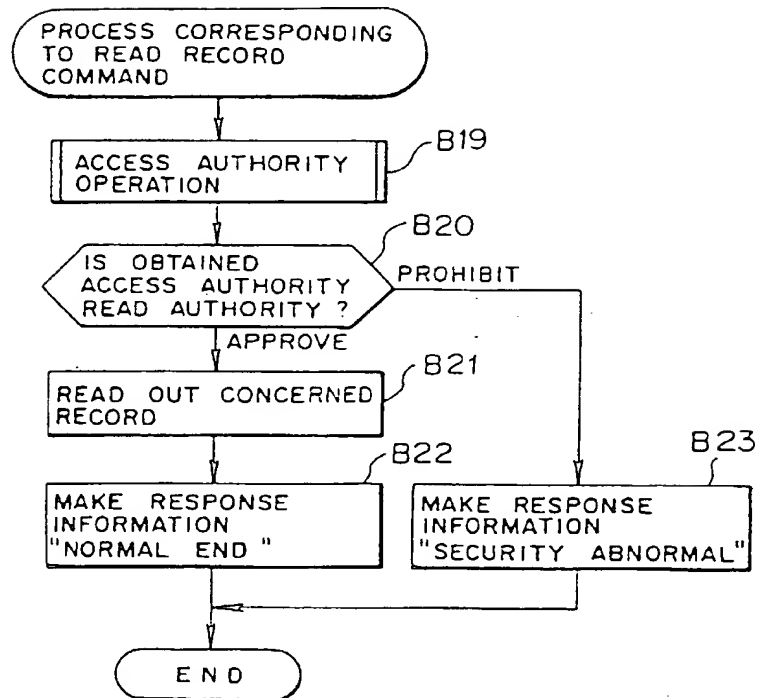 PROCESS CORRESPONDING
TO READ RECORD
COMMAND
B19
ACCESS AUTHORITY
OPERATION
B20
IS OBTAINED
ACCESS AUTHORITY
READ AUTHORITY ?
PROHIBIT
APPROVE
B21
READ OUT CONCERNED
RECORD
B22
MAKE RESPONSE
INFORMATION
"NORMAL END"
B23
MAKE RESPONSE
INFORMATION
"SECURITY ABNORMAL"
END